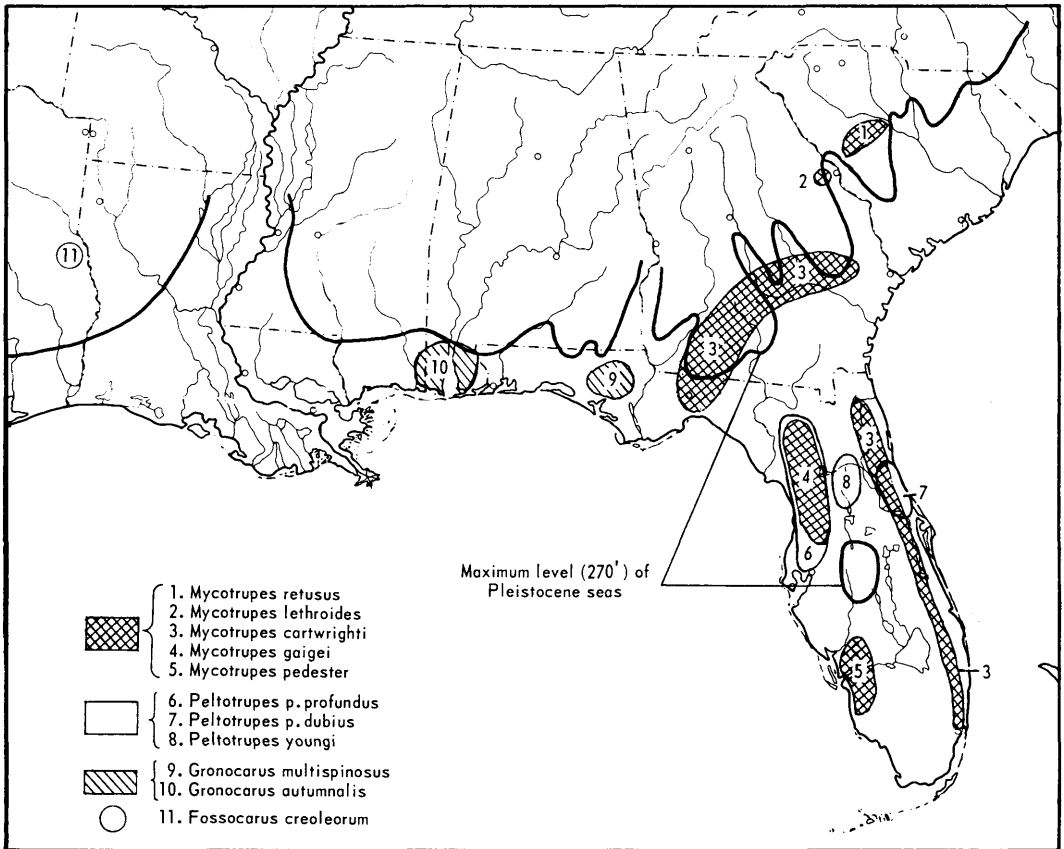 1
2
3
11
3
10
9
3
4
8
7
6
Maximum level (270') of
Pleistocene seas
5
3
1. Mycotrupes retusus
2. Mycotrupes lethroides
3. Mycotrupes cartwrighti
4. Mycotrupes gaigei
5. Mycotrupes pedester
6. Peltotrupes p. profundus
7. Peltotrupes p. dubius
8. Peltotrupes youngi
9. Gronocarus multispinosus
10. Gronocarus autumnalis
11. Fossocarus creoleorum